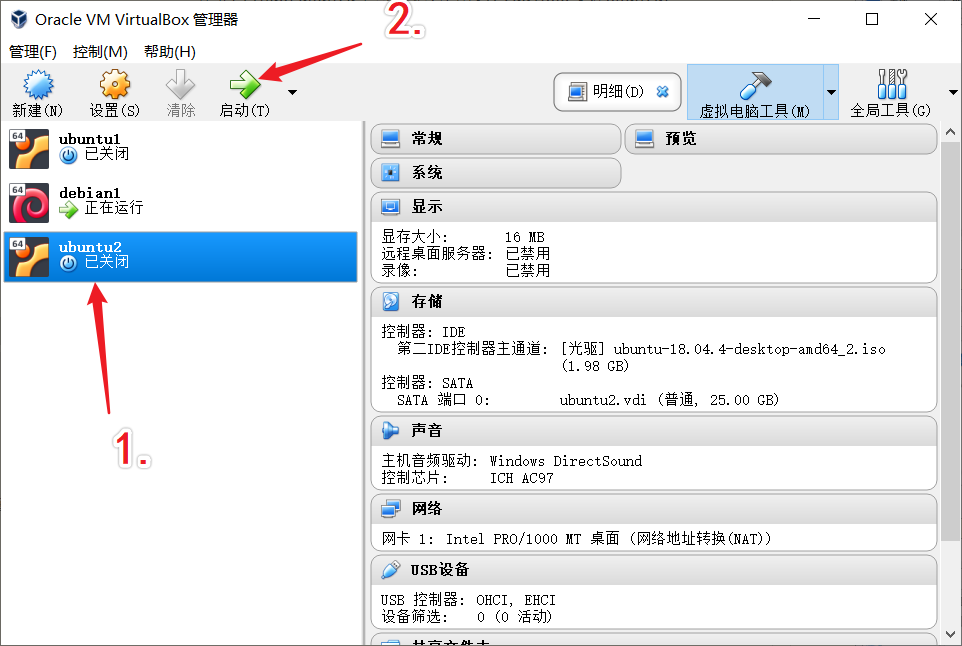 Oracle VM VirtualBox 管理器
2.
管理(F) 控制(M) 帮助(H)
新建(N) 设置(S) 清除 启动(T) 明细(D) 虚拟电脑工具(M) 全局工具(G)
64 ubuntu1
已关闭
64 debian1
正在运行
64 ubuntu2
已关闭
1.
常规 预览
系统
显示
显存大小: 16 MB
远程桌面服务器: 已禁用
录像: 已禁用
存储
控制器: IDE
第二IDE控制器主通道: [光驱] ubuntu-18.04.4-desktop-amd64_2.iso
(1.98 GB)
控制器: SATA
SATA 端口 0: ubuntu2.vdi (普通, 25.00 GB)
声音
主机音频驱动: Windows DirectSound
控制芯片: ICH AC97
网络
网卡 1: Intel PRO/1000 MT 桌面 (网络地址转换(NAT))
USB设备
USB 控制器: OHCI, EHCI
设备筛选: 0 (0 活动)
共享文件夹